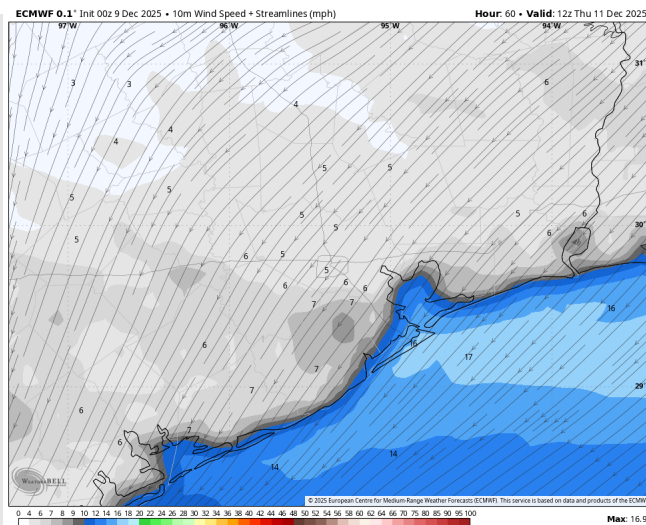 ECMWF 0.1° Init 00z 9 Dec 2025 • 10m Wind Speed + Streamlines (mph)
Hour: 60 • Valid: 12z Thu 11 Dec 2025
97°W 96°W 95°W 94°W
31°
3 3 6
4
4
4
5 5 5
5
5 5 6
30°
5 5 6
6 5
5
6 6 6
7 7
16
16
6
17
29°
7
7
6
7
6
14
14
WeatherBELL
© 2025 European Centre for Medium-Range Weather Forecasts (ECMWF). This service is based on data and products of the ECMW
0 4 6 8 9 10 12 14 16 18 20 22 24 26 28 30 32 34 36 38 40 42 44 46 48 50 52 54 56 58 60 62 64 66 70 75 80 85 90 95 100
Max: 16.9